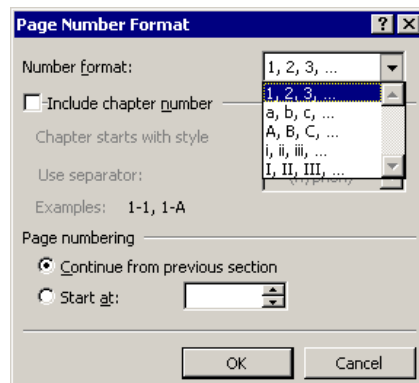 Page Number Format
Number format: 1, 2, 3, ...
1, 2, 3, ...
Include chapter number
a, b, c, ...
Chapter starts with style
A, B, C, ...
i, ii, iii, ...
Use separator:
I, II, III, ...
Examples: 1-1, 1-A
Page numbering
Continue from previous section
Start at:
OK Cancel